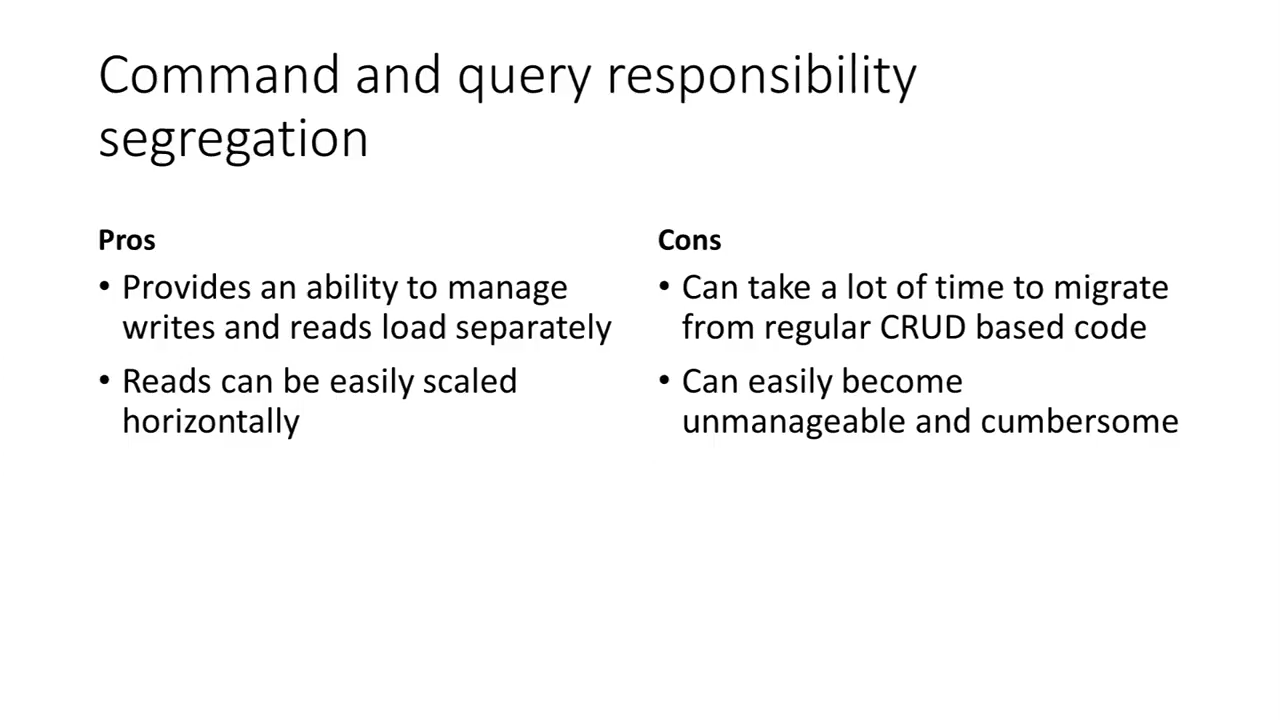 Command and query responsibility
segregation
Pros
• Provides an ability to manage
writes and reads load separately
• Reads can be easily scaled
horizontally
Cons
• Can take a lot of time to migrate
from regular CRUD based code
• Can easily become
unmanageable and cumbersome